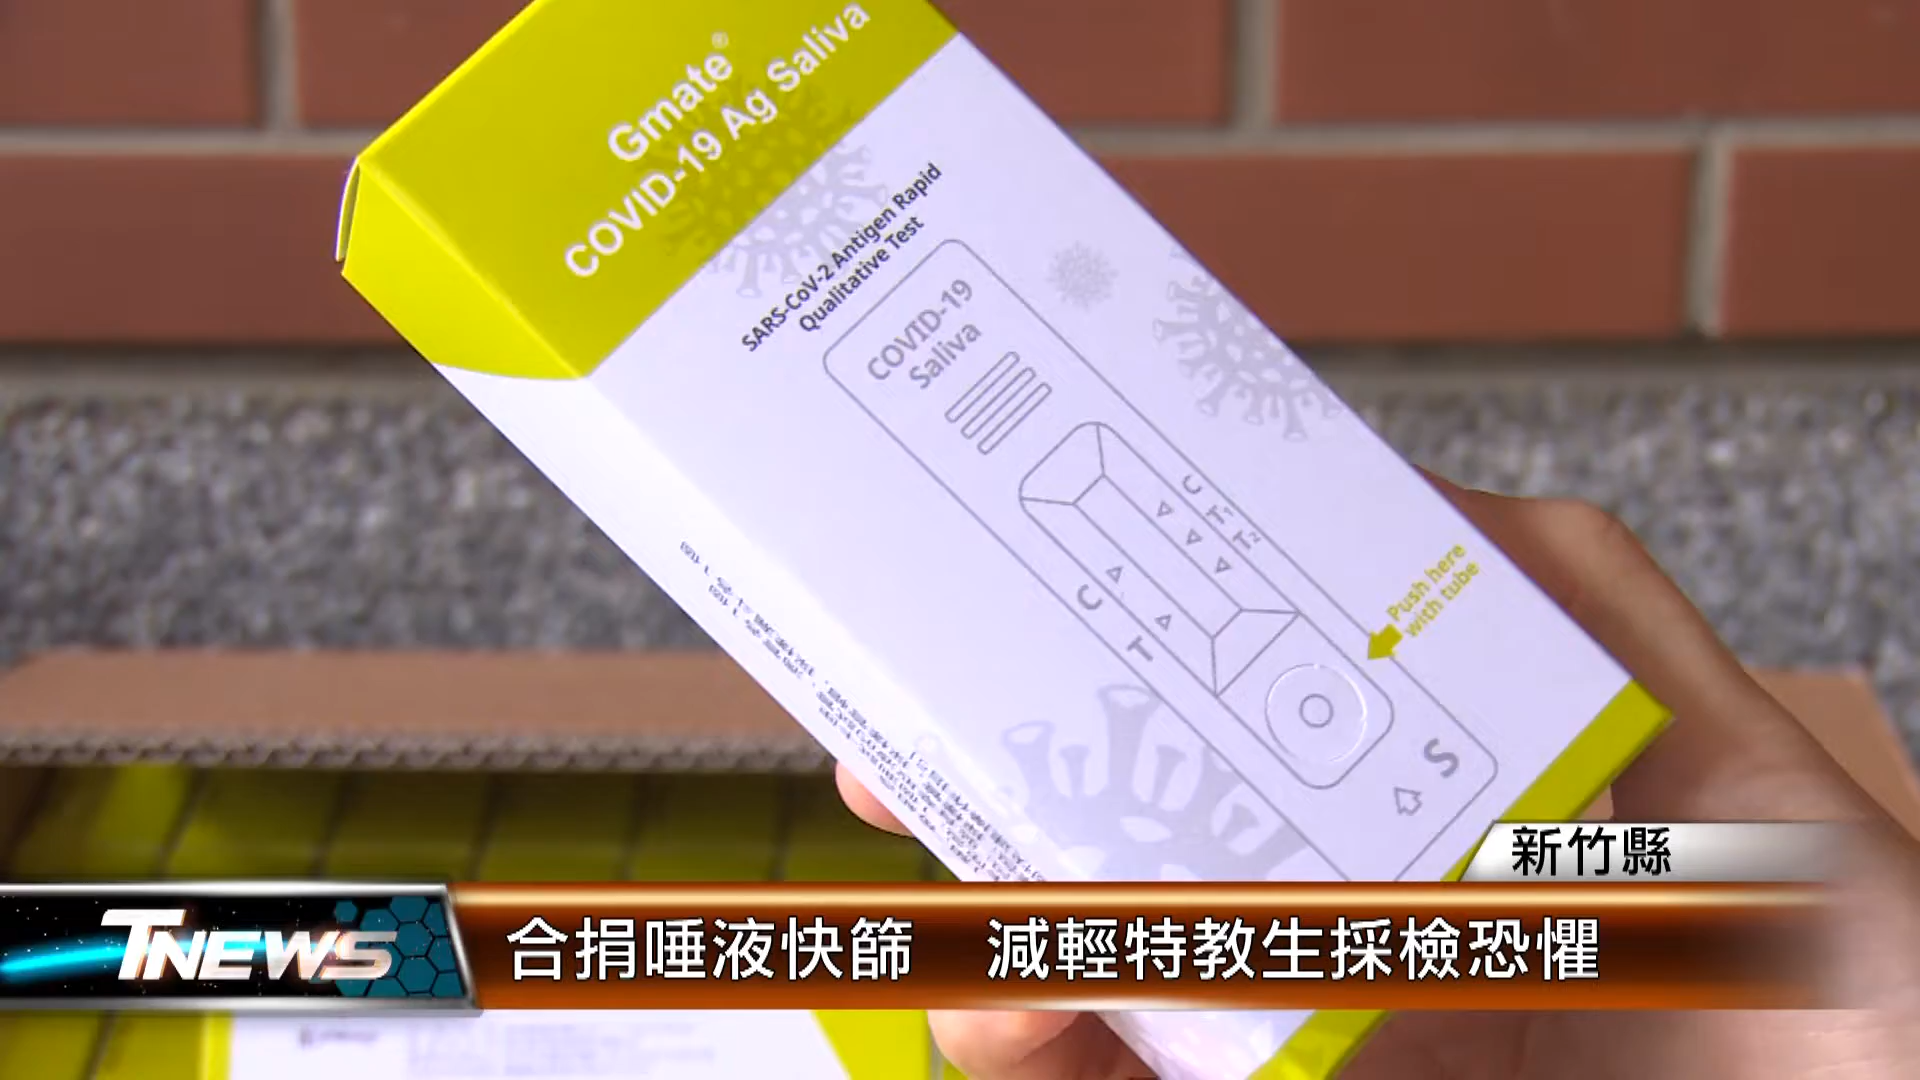 Gmate®
COVID-19 Ag Saliva
SARS-CoV-2 Antigen Rapid
Qualitative Test
COVID-19
Saliva
C
T1
T2
C
T
Push here
with tube
S
新竹縣
TNEWS
合捐唾液快篩 減輕特教生採檢恐懼